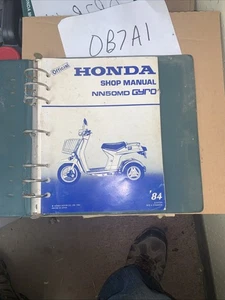 OB7A1
Official
HONDA
SHOP MANUAL
NN50MD Gyro
'84